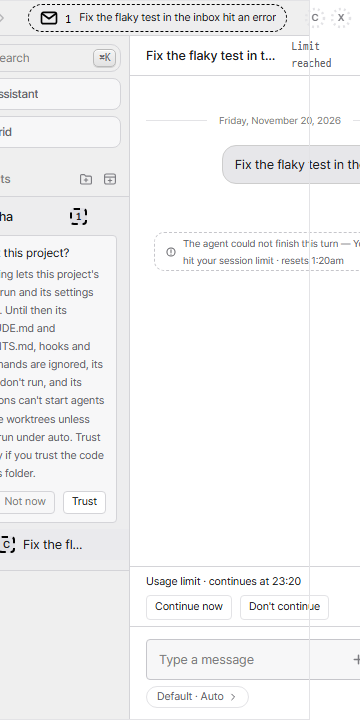 1 Fix the flaky test in the inbox hit an error
C X
earch ⌘K
Fix the flaky test in t...
Limit
reached
ssistant
rid
Friday, November 20, 2026
Fix the flaky test in th
ts
ha 1
The agent could not finish this turn — Yo
hit your session limit · resets 1:20am
this project?
ing lets this project's
run and its settings
. Until then its
UDE.md and
NTS.md, hooks and
mands are ignored, its
don't run, and its
ons can't start agents
e worktrees unless
run under auto. Trust
y if you trust the code
s folder.
Not now Trust
C Fix the fl...
Usage limit · continues at 23:20
Continue now Don't continue
Type a message +
Default · Auto >